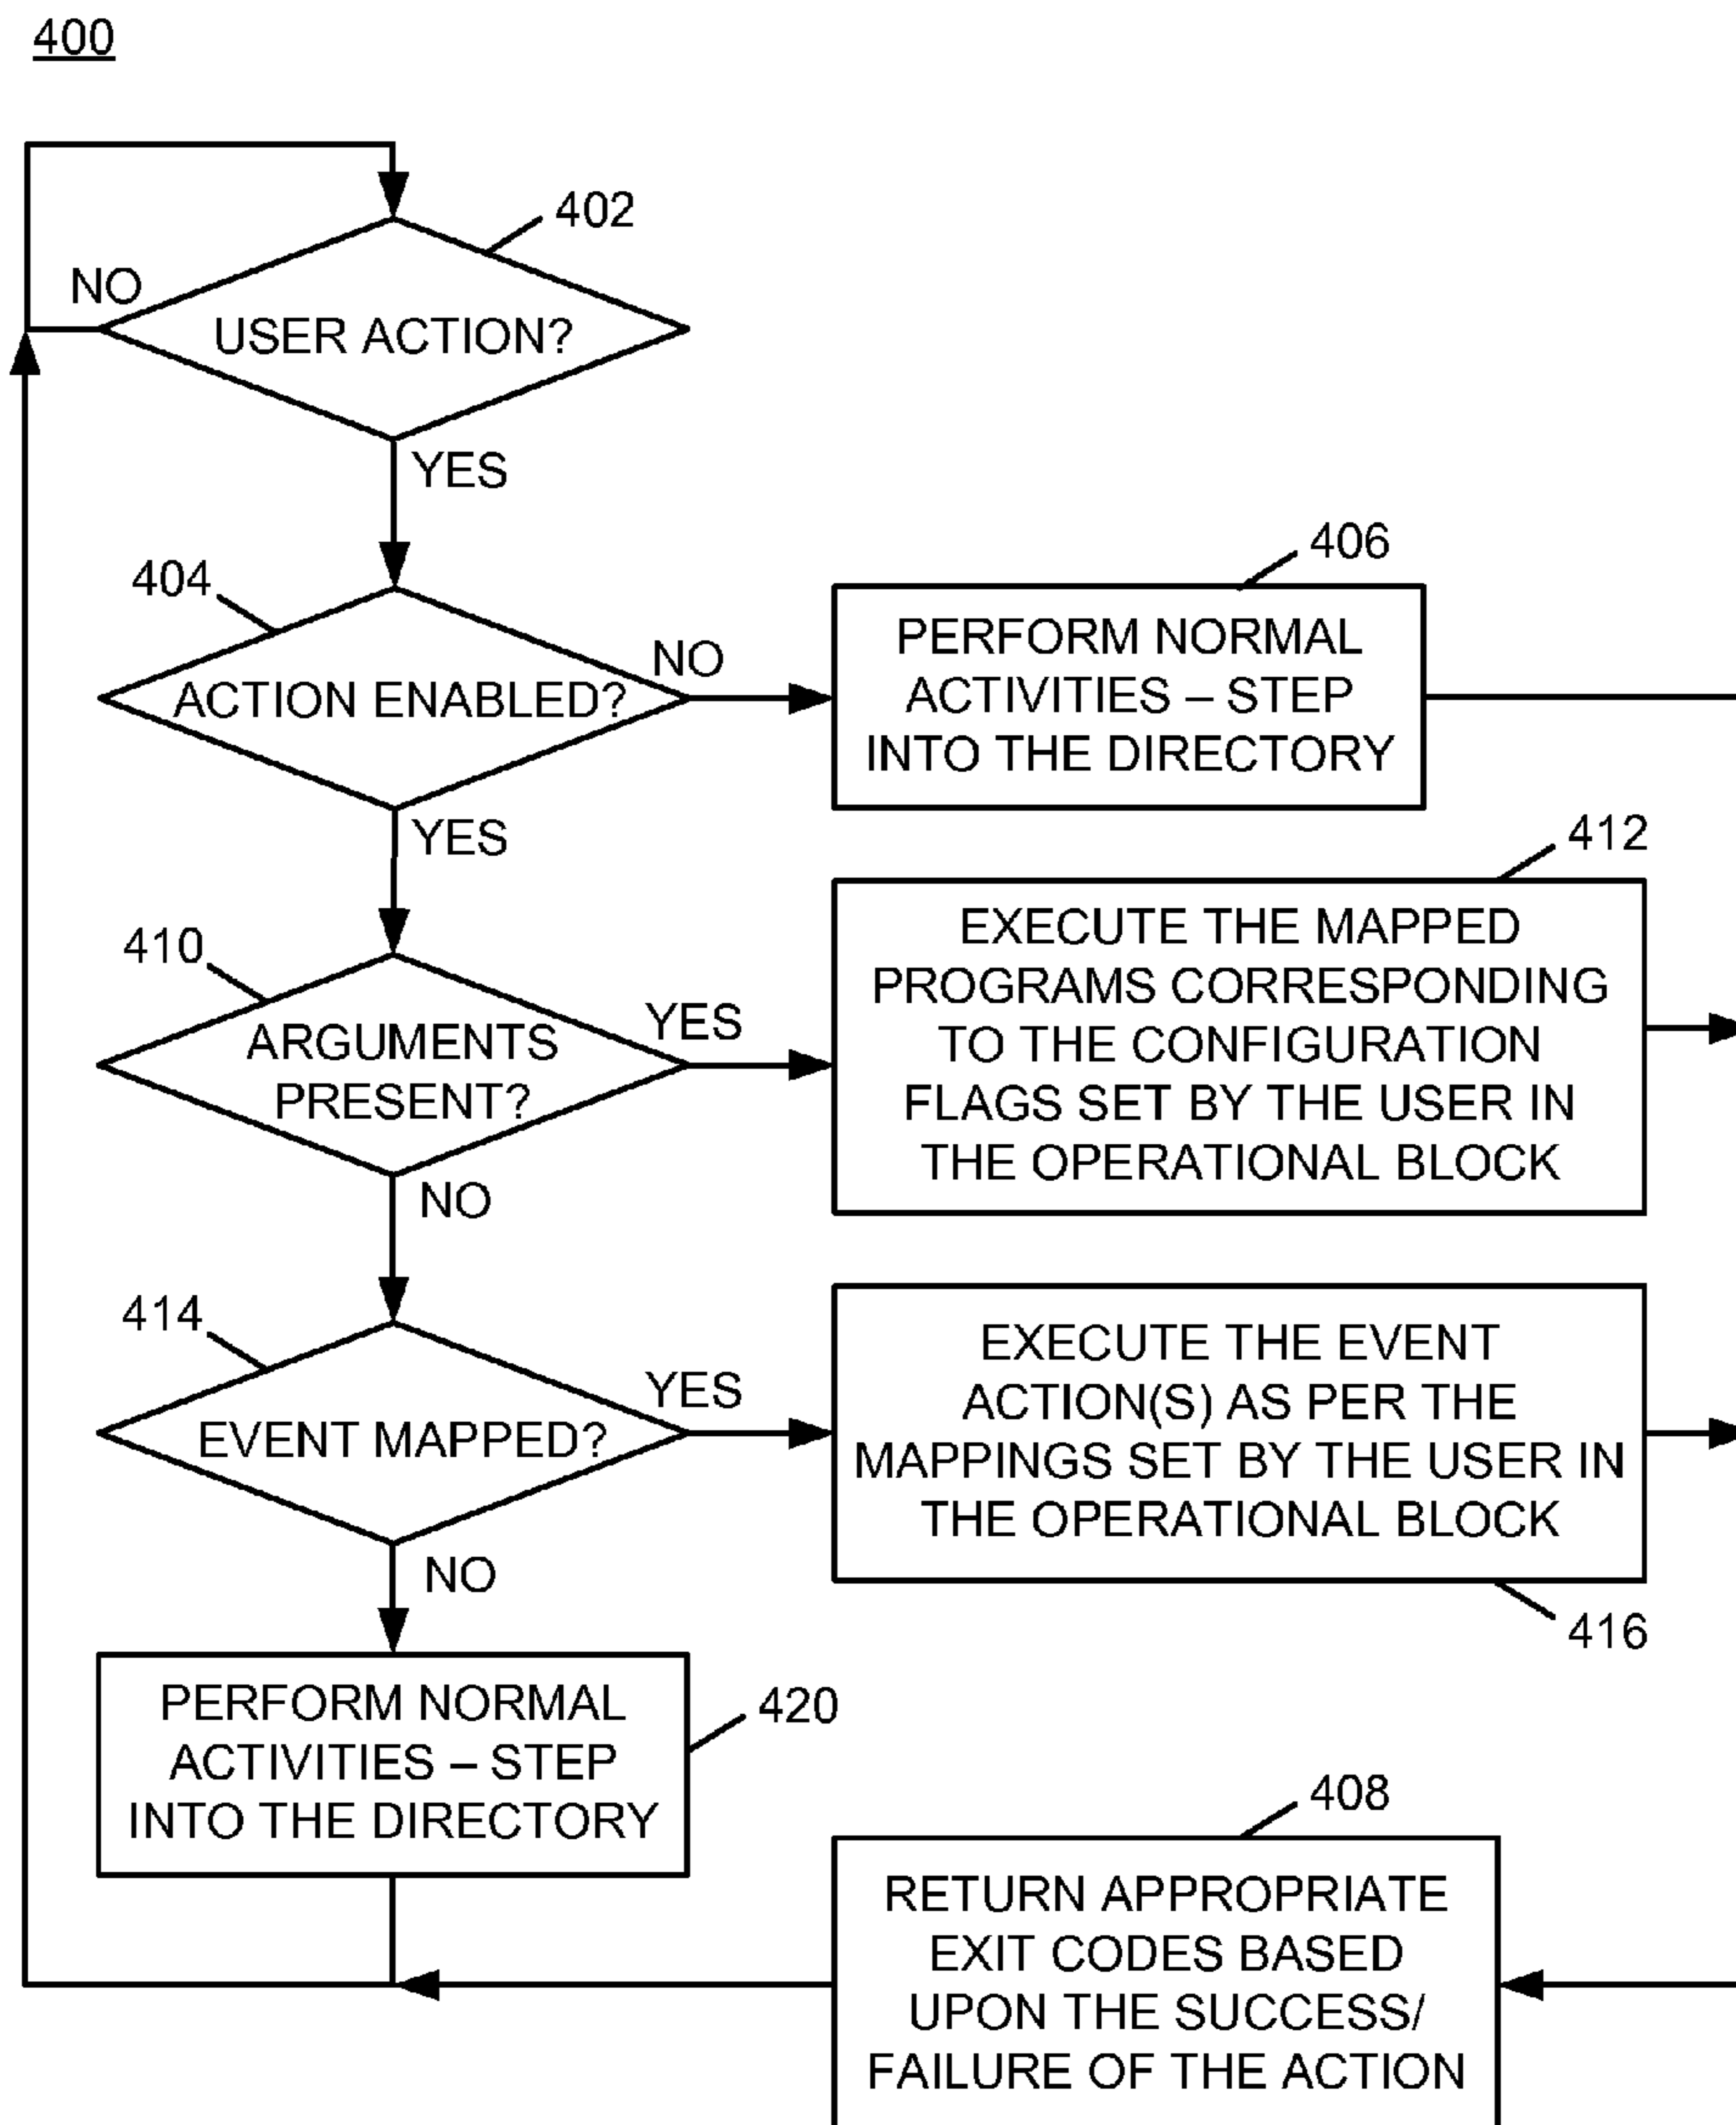 400
402
NO
USER ACTION?
YES
404
ACTION ENABLED?
NO
406
PERFORM NORMAL
ACTIVITIES – STEP
INTO THE DIRECTORY
YES
410
ARGUMENTS
PRESENT?
YES
412
EXECUTE THE MAPPED
PROGRAMS CORRESPONDING
TO THE CONFIGURATION
FLAGS SET BY THE USER IN
THE OPERATIONAL BLOCK
NO
414
EVENT MAPPED?
YES
EXECUTE THE EVENT
ACTION(S) AS PER THE
MAPPINGS SET BY THE USER IN
THE OPERATIONAL BLOCK
416
NO
PERFORM NORMAL
ACTIVITIES – STEP
INTO THE DIRECTORY
420
408
RETURN APPROPRIATE
EXIT CODES BASED
UPON THE SUCCESS/
FAILURE OF THE ACTION